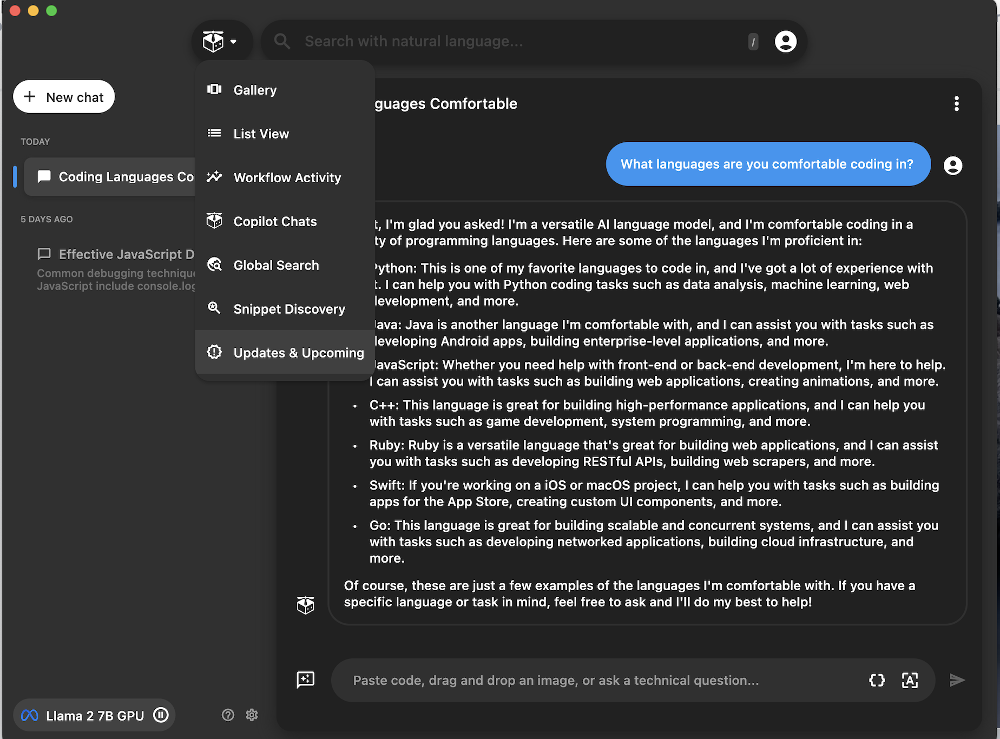 Search with natural language...
/
New chat
TODAY
Coding Languages Co
5 DAYS AGO
Effective JavaScript D
Common debugging technique
JavaScript include console.log
Gallery
List View
Workflow Activity
Copilot Chats
Global Search
Snippet Discovery
Updates & Upcoming
guages Comfortable
What languages are you comfortable coding in?
t, I'm glad you asked! I'm a versatile AI language model, and I'm comfortable coding in a
ty of programming languages. Here are some of the languages I'm proficient in:
Python: This is one of my favorite languages to code in, and I've got a lot of experience with
t. I can help you with Python coding tasks such as data analysis, machine learning, web
development, and more.
Java: Java is another language I'm comfortable with, and I can assist you with tasks such as
developing Android apps, building enterprise-level applications, and more.
JavaScript: Whether you need help with front-end or back-end development, I'm here to help.
I can assist you with tasks such as building web applications, creating animations, and more.
• C++: This language is great for building high-performance applications, and I can help you
with tasks such as game development, system programming, and more.
• Ruby: Ruby is a versatile language that's great for building web applications, and I can assist
you with tasks such as developing RESTful APIs, building web scrapers, and more.
• Swift: If you're working on a iOS or macOS project, I can help you with tasks such as building
apps for the App Store, creating custom UI components, and more.
• Go: This language is great for building scalable and concurrent systems, and I can assist you
with tasks such as developing networked applications, building cloud infrastructure, and
more.
Of course, these are just a few examples of the languages I'm comfortable with. If you have a
specific language or task in mind, feel free to ask and I'll do my best to help!
Paste code, drag and drop an image, or ask a technical question...
Llama 2 7B GPU